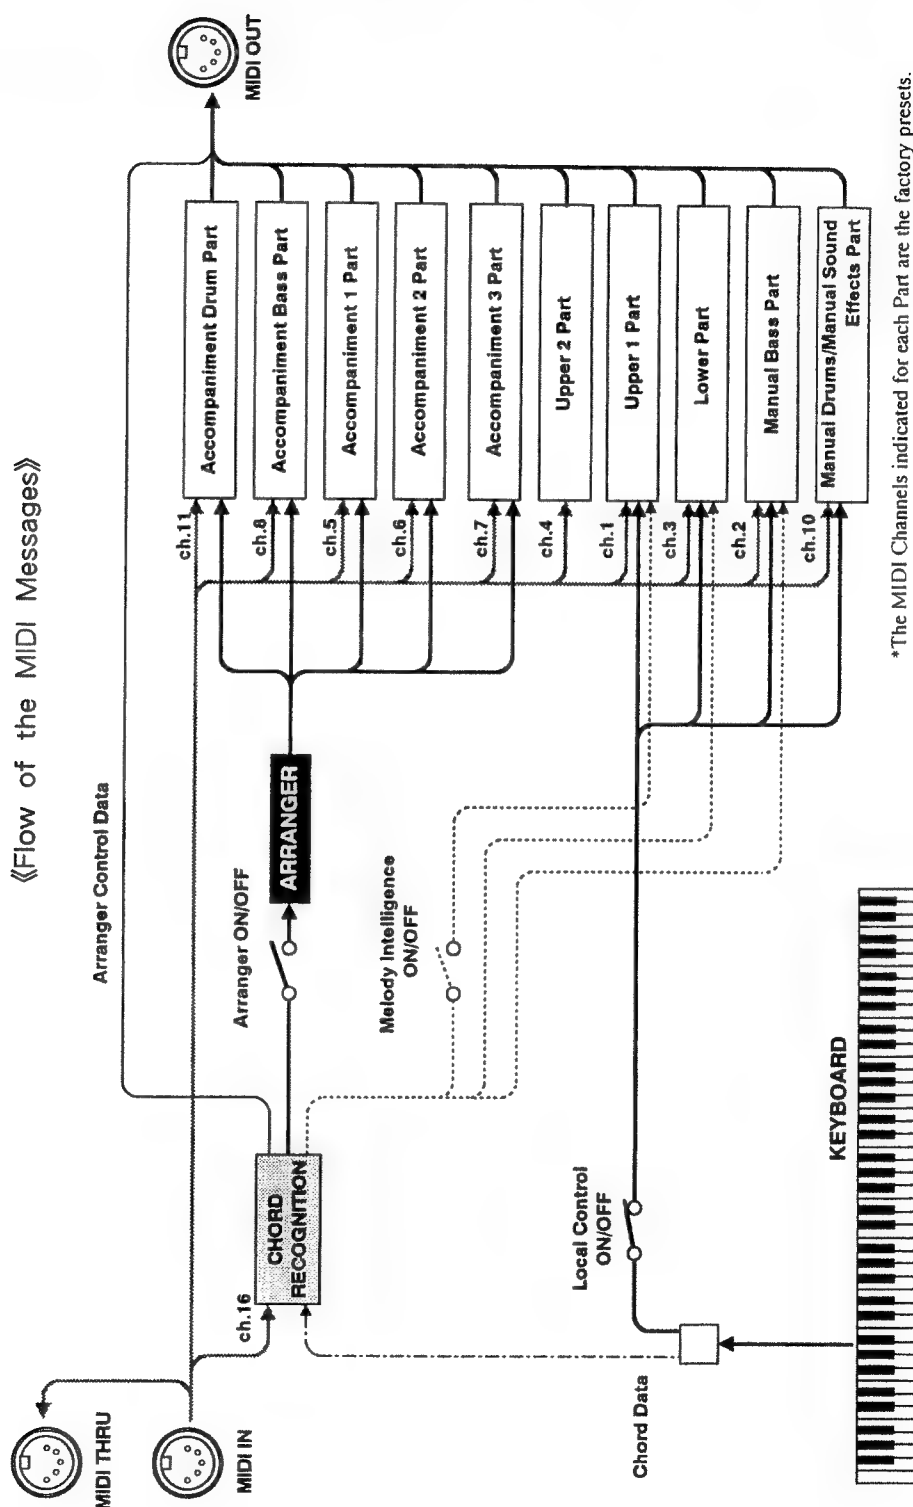 《Flow of the MIDI Messages》
MIDI THRU
MIDI IN
ch.16
CHORD
RECOGNITION
Chord Data
Arranger Control Data
Arranger ON/OFF
ARRANGER
Melody Intelligence
ON/OFF
Local Control
ON/OFF
KEYBOARD
ch.11
Accompaniment Drum Part
ch.8
Accompaniment Bass Part
ch.5
Accompaniment 1 Part
ch.6
Accompaniment 2 Part
ch.7
Accompaniment 3 Part
ch.4
Upper 2 Part
ch.1
Upper 1 Part
ch.3
Lower Part
ch.2
Manual Bass Part
ch.10
Manual Drums/Manual Sound
Effects Part
MIDI OUT
*The MIDI Channels indicated for each Part are the factory presets.